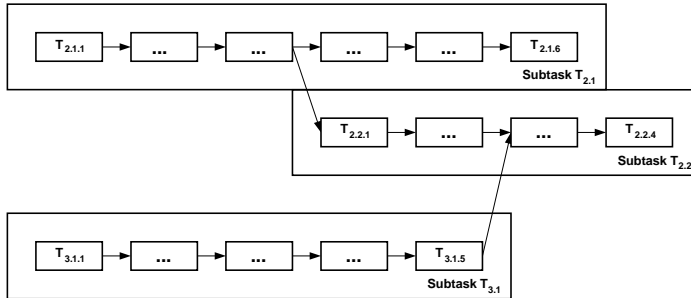 T2.1.1 ... ... ... ... T2.1.6
Subtask T2.1
T2.2.1 ... ... T2.2.4
Subtask T2.2
T3.1.1 ... ... ... T3.1.5
Subtask T3.1